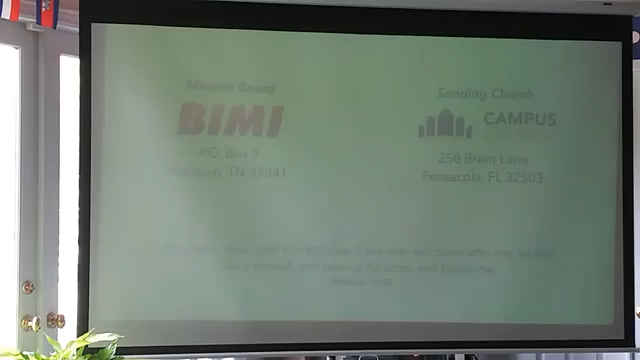 Mission Board
BIMI
P.O. Box 9
Harrison, TN 37341
Sending Church
CAMPUS
250 Brent Lane
Pensacola, FL 32503
if any man will come after me, let him
deny himself, and take up his cross, and follow me.